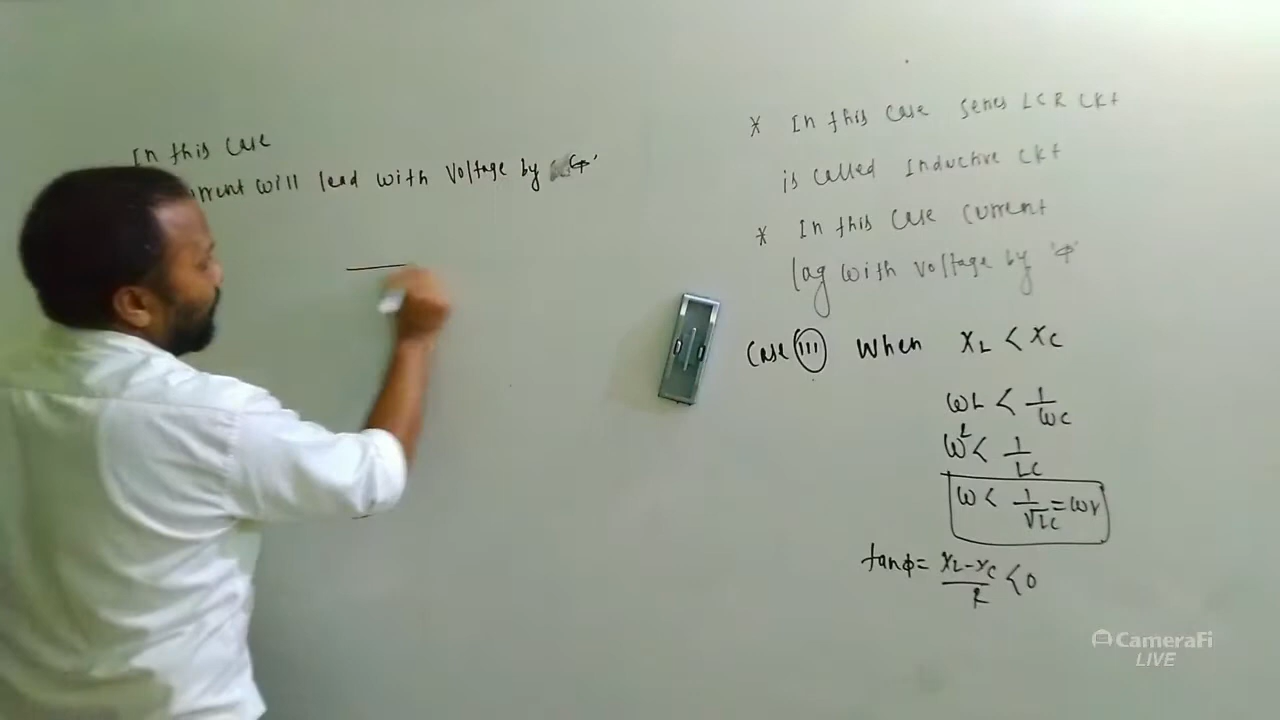 In this case
will lead with voltage by 'φ'
* In this case series LCR ckt
is called Inductive ckt
* In this case current
lag with voltage by 'φ'
case (III) when XL < XC
ωL < 1/ωC
ω² < 1/LC
ω < 1/√LC = ωr
tanφ = XL-XC/R < 0
CameraFi
LIVE